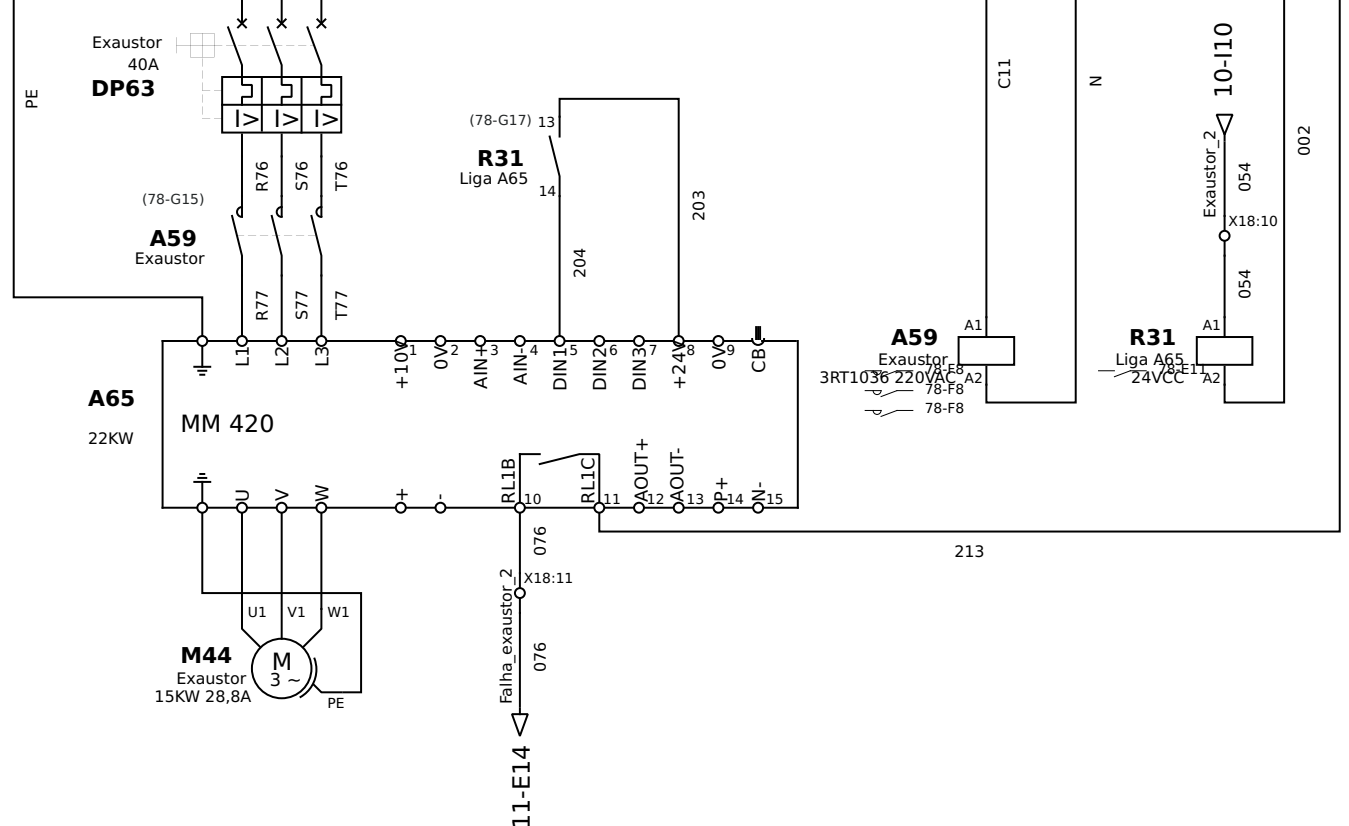 Exaustor
40A
DP63
PE
I>
I>
I>
R76
S76
T76
(78-G15)
A59
Exaustor
R77
S77
T77
(78-G17)
13
R31
Liga A65
14
204
203
C11
N
10-I10
Exaustor_2
054
X18:10
054
002
L1
L2
L3
+10V
1
0V
2
AIN+
3
AIN-
4
DIN1
5
DIN2
6
DIN3
7
+24V
8
0V
9
CB
A65
22KW
MM 420
A59
Exaustor
3RT1036 220VAC
A1
A2
78-E8
78-F8
78-F8
R31
Liga A65
24VCC
A1
A2
78-E11
U
V
W
+
-
RL1B
10
RL1C
11
AOUT+
12
AOUT-
13
P+
14
N-
15
213
076
X18:11
Falha_exaustor_2
076
11-E14
U1
V1
W1
M44
Exaustor
15KW 28,8A
M
3 ~
PE